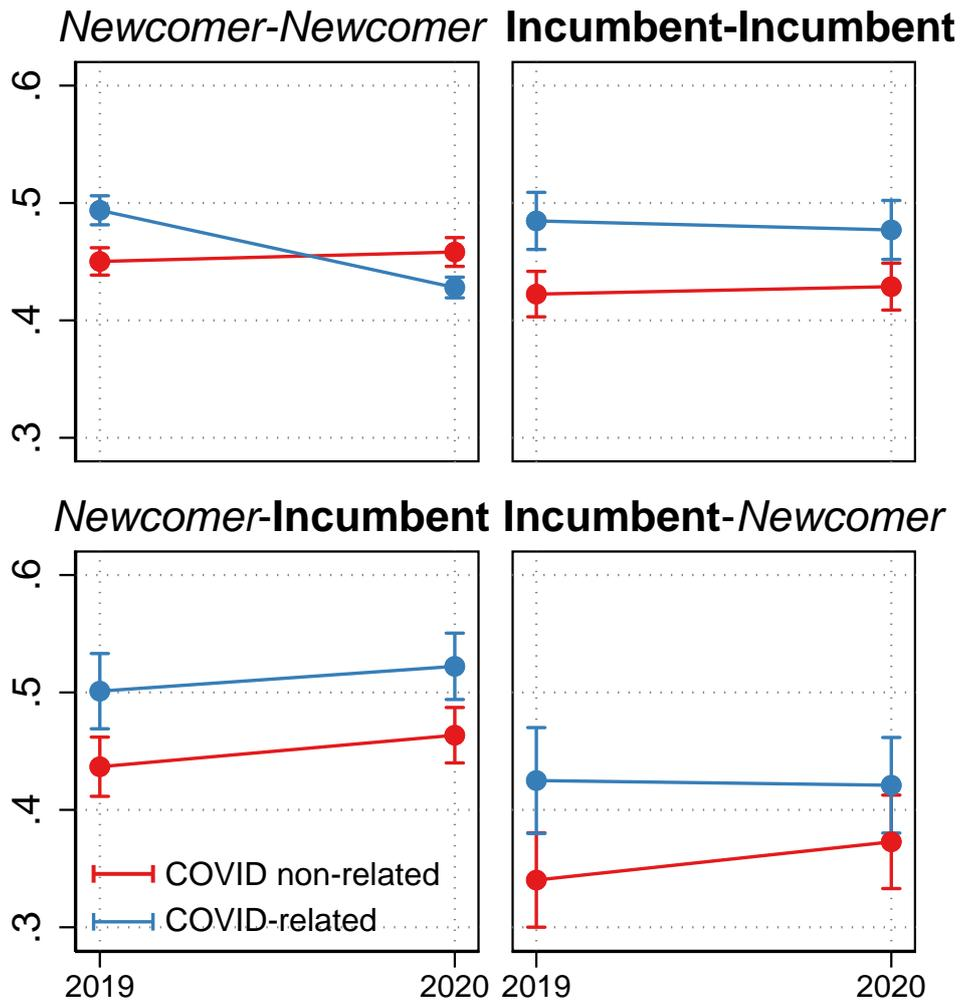 Newcomer-Newcomer Incumbent-Incumbent
.6
.5
.4
.3
Newcomer-Incumbent Incumbent-Newcomer
.6
.5
.4
.3
COVID non-related
COVID-related
2019 2020 2019 2020